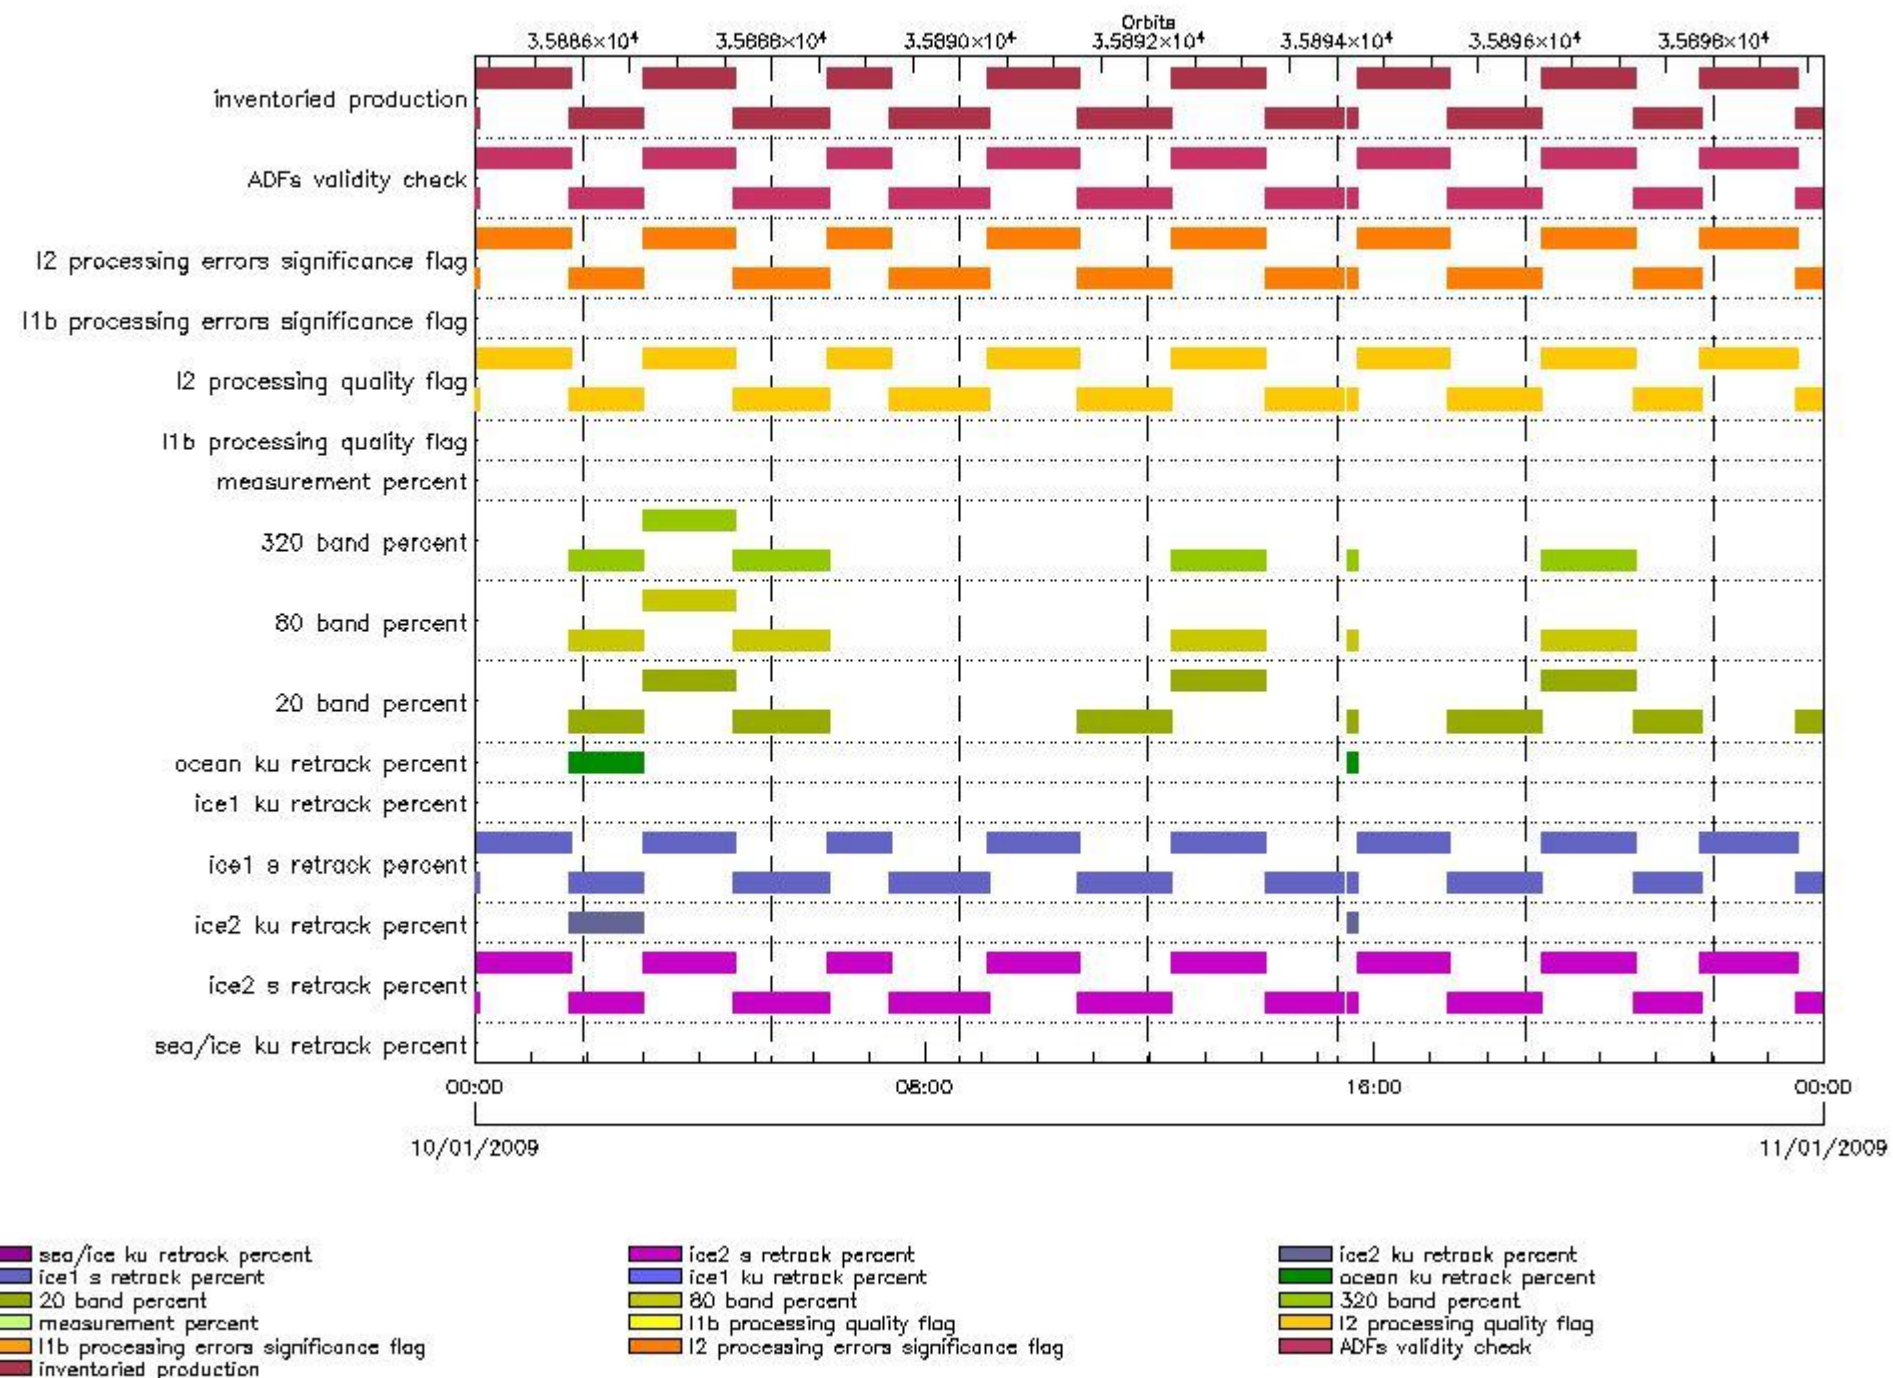 Orbits
3.5886×10⁴ 3.5888×10⁴ 3.5890×10⁴ 3.5892×10⁴ 3.5894×10⁴ 3.5896×10⁴ 3.5898×10⁴
inventoried production
ADFs validity check
l2 processing errors significance flag
l1b processing errors significance flag
l2 processing quality flag
l1b processing quality flag
measurement percent
320 band percent
80 band percent
20 band percent
ocean ku retrack percent
ice1 ku retrack percent
ice1 s retrack percent
ice2 ku retrack percent
ice2 s retrack percent
sea/ice ku retrack percent
00:00 08:00 16:00 00:00
10/01/2009 11/01/2009
sea/ice ku retrack percent ice2 s retrack percent ice2 ku retrack percent
ice1 s retrack percent ice1 ku retrack percent ocean ku retrack percent
20 band percent 80 band percent 320 band percent
measurement percent l1b processing quality flag l2 processing quality flag
l1b processing errors significance flag l2 processing errors significance flag ADFs validity check
inventoried production